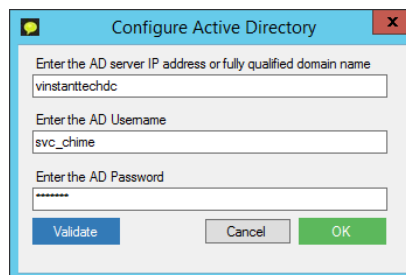 Configure Active Directory
x
Enter the AD server IP address or fully qualified domain name
vinstanttechdc
Enter the AD Username
svc_chime
Enter the AD Password
*******
Validate Cancel OK